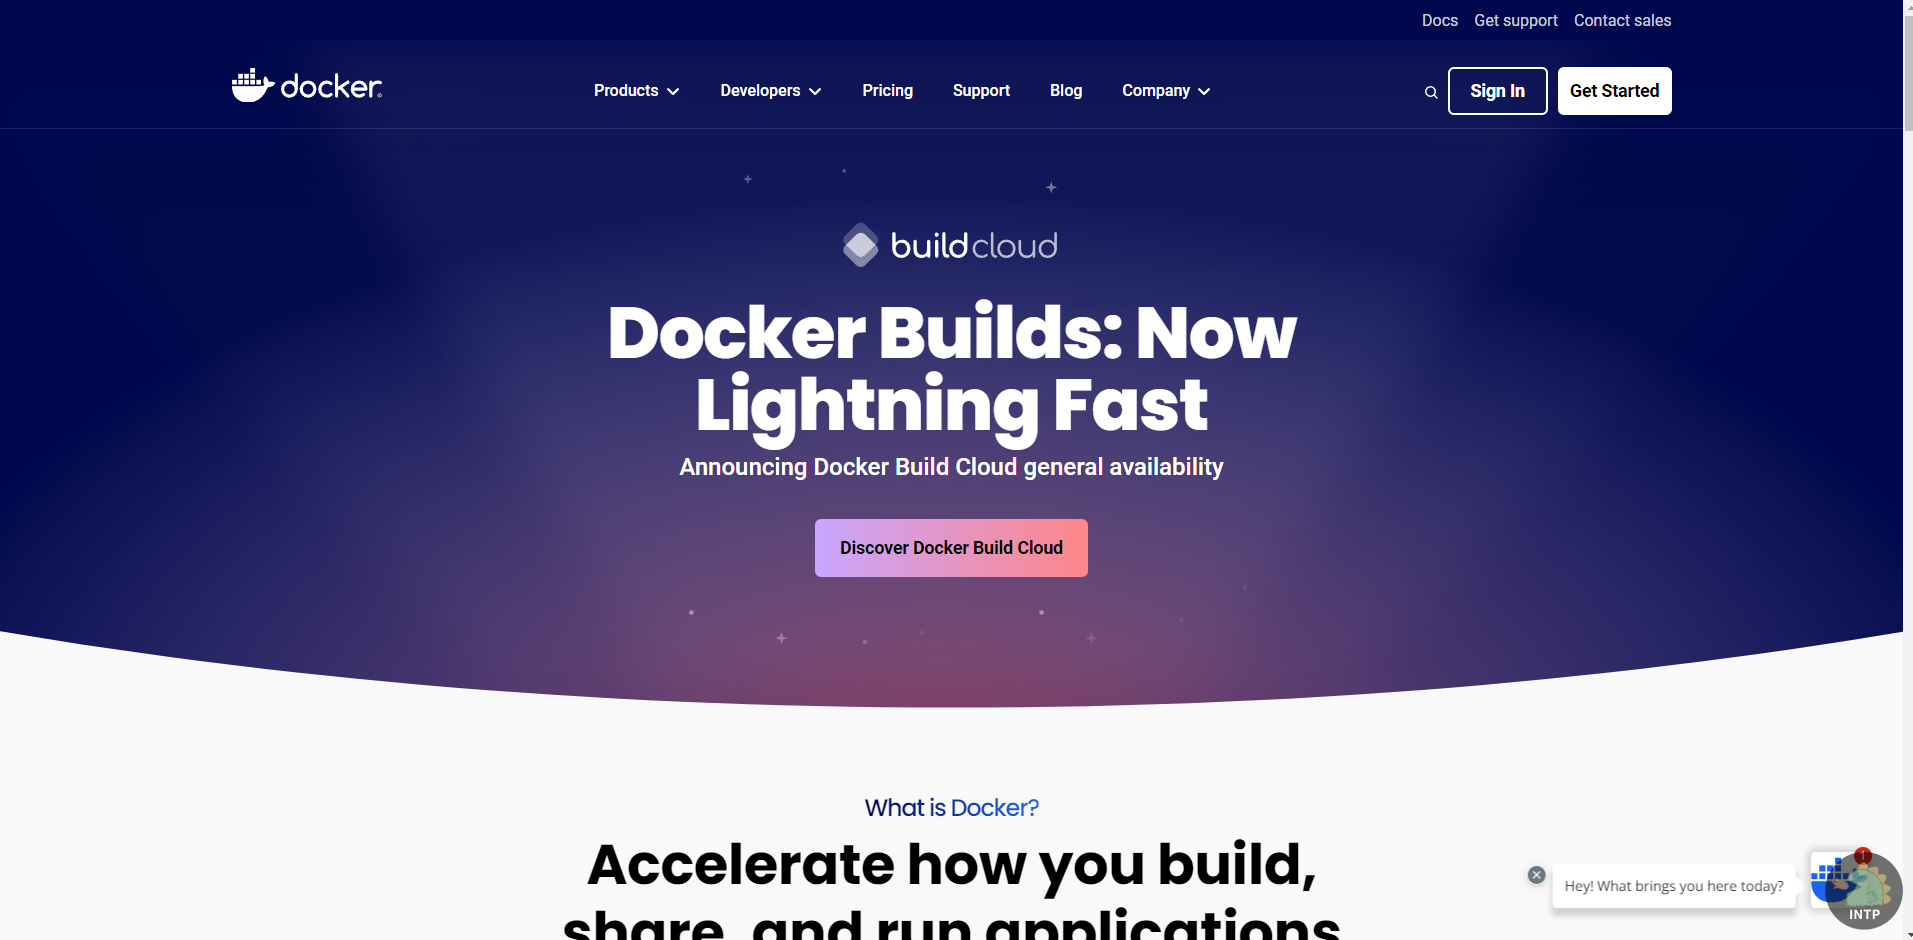 Docs Get support Contact sales
docker
Products Developers Pricing Support Blog Company Sign In Get Started
build cloud
Docker Builds: Now
Lightning Fast
Announcing Docker Build Cloud general availability
Discover Docker Build Cloud
What is Docker?
Accelerate how you build,
share, and run applications
Hey! What brings you here today?
1
INTP